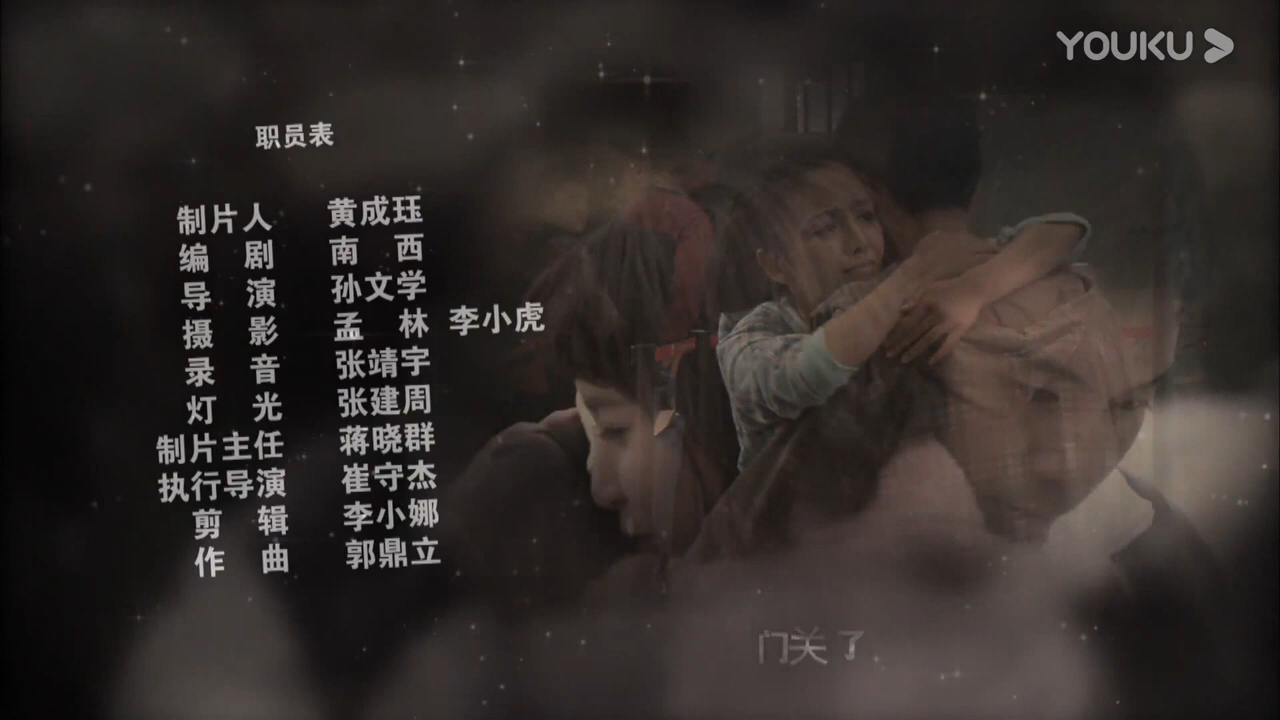 YOUKU
职员表
制片人 黄成珏
编剧 南西
导演 孙文学
摄影 孟林 李小虎
录音 张靖宇
灯光 张建周
制片主任 蒋晓群
执行导演 崔守杰
剪辑 李小娜
作曲 郭鼎立
门关了